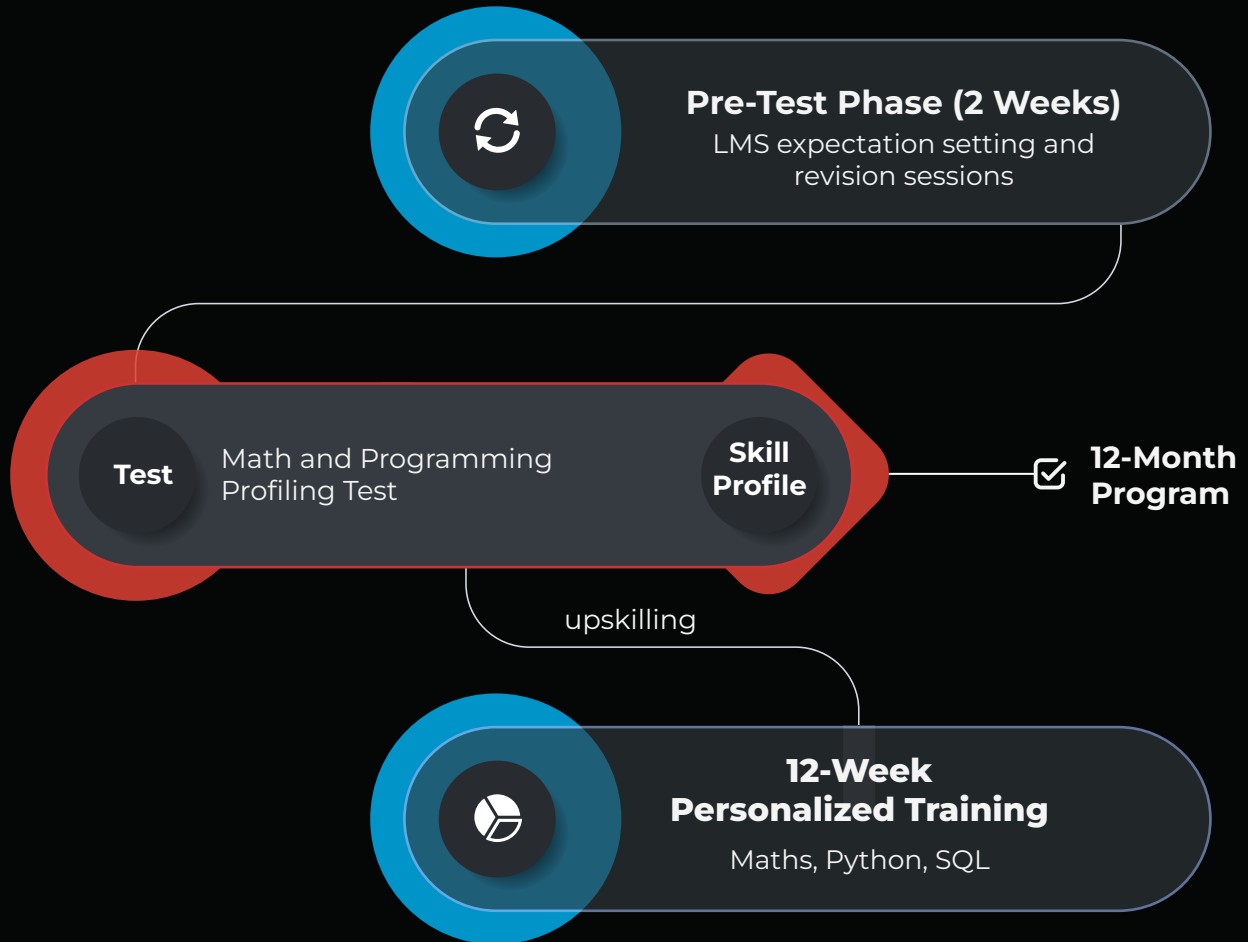 Pre-Test Phase (2 Weeks)
LMS expectation setting and
revision sessions
Test
Math and Programming
Profiling Test
Skill
Profile
12-Month
Program
upskilling
12-Week
Personalized Training
Maths, Python, SQL